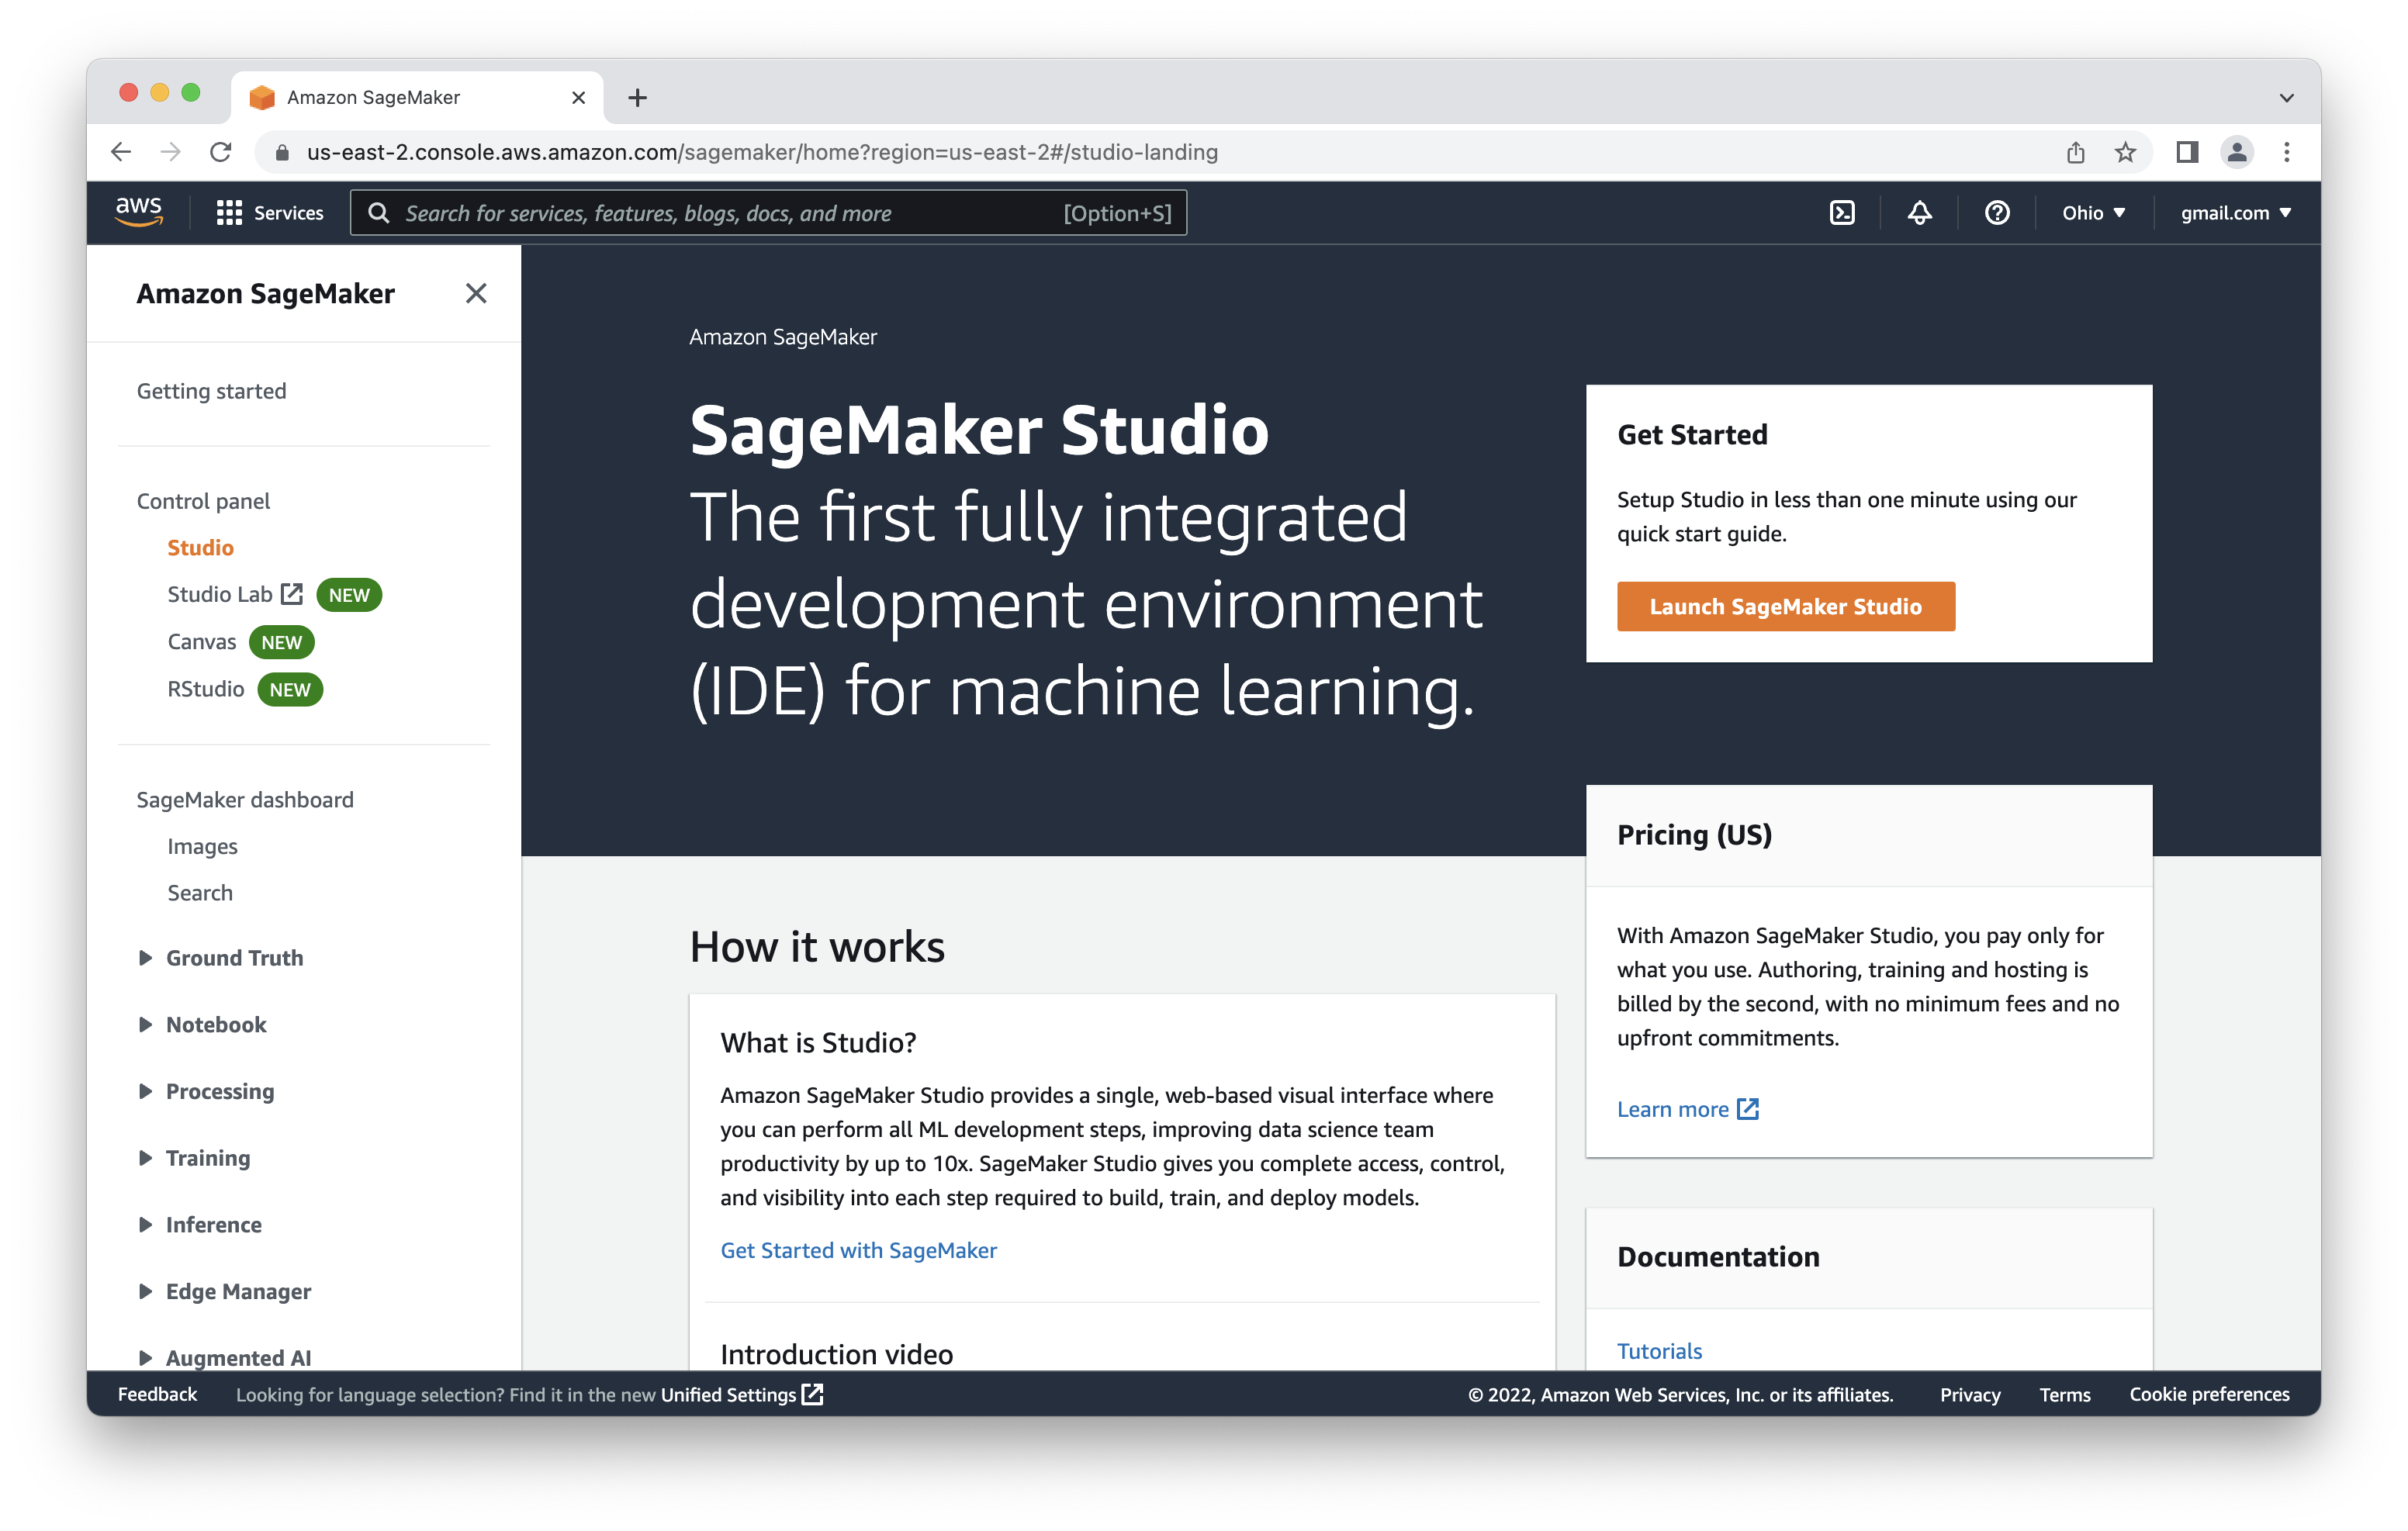 Amazon SageMaker
us-east-2.console.aws.amazon.com/sagemaker/home?region=us-east-2#/studio-landing
aws
Services
Search for services, features, blogs, docs, and more
[Option+S]
Ohio
gmail.com
Amazon SageMaker
Getting started
Control panel
Studio
Studio Lab NEW
Canvas NEW
RStudio NEW
SageMaker dashboard
Images
Search
Ground Truth
Notebook
Processing
Training
Inference
Edge Manager
Augmented AI
Amazon SageMaker
SageMaker Studio
The first fully integrated
development environment
(IDE) for machine learning.
Get Started
Setup Studio in less than one minute using our
quick start guide.
Launch SageMaker Studio
Pricing (US)
With Amazon SageMaker Studio, you pay only for
what you use. Authoring, training and hosting is
billed by the second, with no minimum fees and no
upfront commitments.
Learn more
How it works
What is Studio?
Amazon SageMaker Studio provides a single, web-based visual interface where
you can perform all ML development steps, improving data science team
productivity by up to 10x. SageMaker Studio gives you complete access, control,
and visibility into each step required to build, train, and deploy models.
Get Started with SageMaker
Introduction video
Documentation
Tutorials
Feedback
Looking for language selection? Find it in the new Unified Settings
© 2022, Amazon Web Services, Inc. or its affiliates.
Privacy
Terms
Cookie preferences